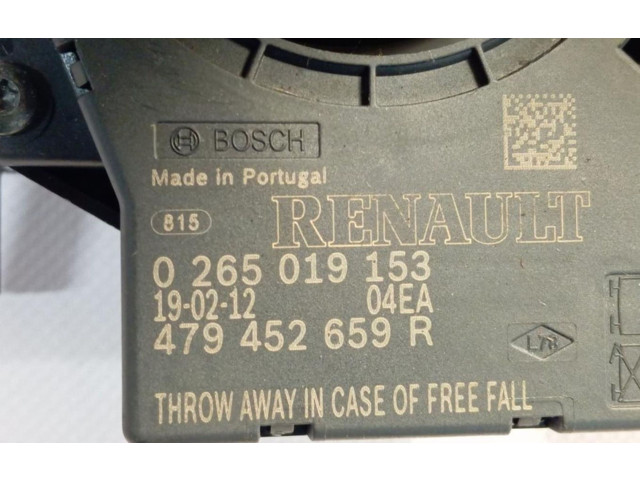 BOSCH
Made in Portugal
815
RENAULT
0 265 019 153
19-02-12 04EA
479 452 659 R
L7R
THROW AWAY IN CASE OF FREE FALL